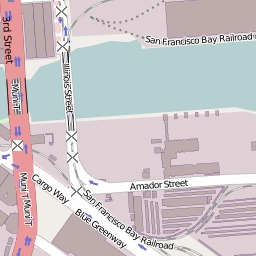 3rd Street
San Francisco Bay Railroad
Illinois Street
Muni T
Muni T Muni T
Cargo Way
Amador Street
San Francisco Bay Railroad
Blue Greenway